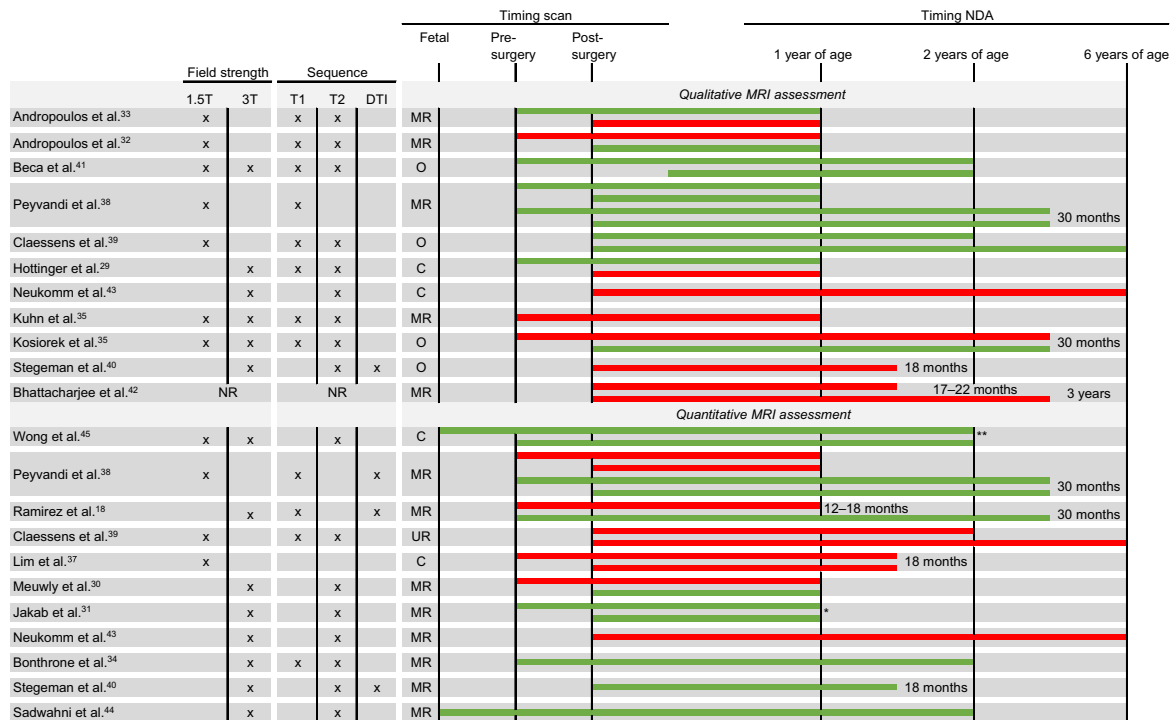 Timing scan Timing NDA
Fetal Pre-surgery Post-surgery 1 year of age 2 years of age 6 years of age
Field strength Sequence
1.5T 3T T1 T2 DTI
Qualitative MRI assessment
Andropoulos et al.33 x x x MR
Andropoulos et al.32 x x x MR
Beca et al.41 x x x x O
Peyvandi et al.38 x x MR 30 months
Claessens et al.39 x x x O
Hottinger et al.29 x x x C
Neukomm et al.43 x x C
Kuhn et al.35 x x x x MR
Kosiorek et al.35 x x x x O 30 months
Stegeman et al.40 x x x O 18 months
Bhattacharjee et al.42 NR NR MR 17–22 months 3 years
Quantitative MRI assessment
Wong et al.45 x x x C **
Peyvandi et al.38 x x x MR 30 months
Ramirez et al.18 x x x MR 12–18 months 30 months
Claessens et al.39 x x x UR
Lim et al.37 x C 18 months
Meuwly et al.30 x x MR
Jakab et al.31 x x MR *
Neukomm et al.43 x x MR
Bonthrone et al.34 x x x MR
Stegeman et al.40 x x x MR 18 months
Sadwahni et al.44 x x MR